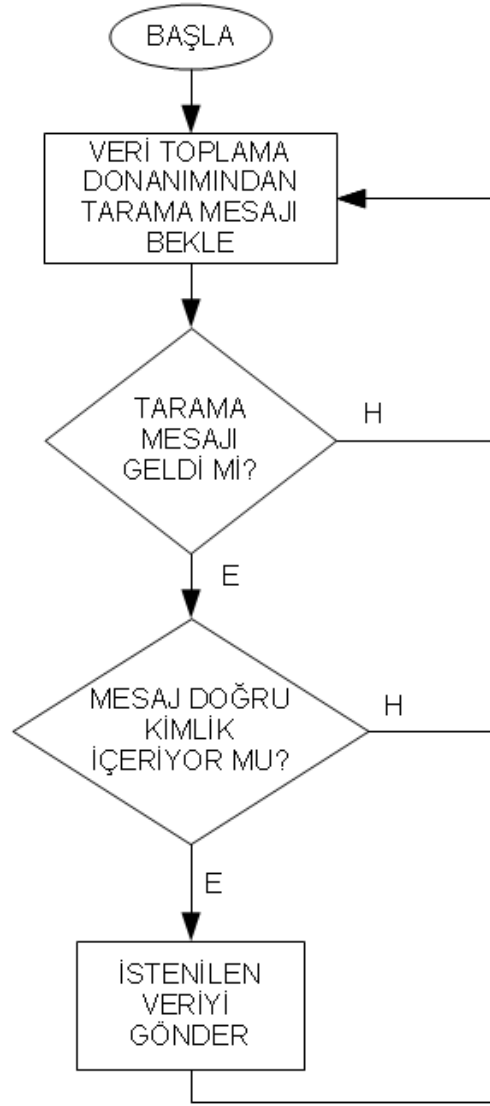 BAŞLA
VERİ TOPLAMA
DONANIMINDAN
TARAMA MESAJI
BEKLE
TARAMA
MESAJI
GELDİ Mİ?
H
E
MESAJ DOĞRU
KİMLİK
İÇERİYOR MU?
H
E
İSTENİLEN
VERİYİ
GÖNDER